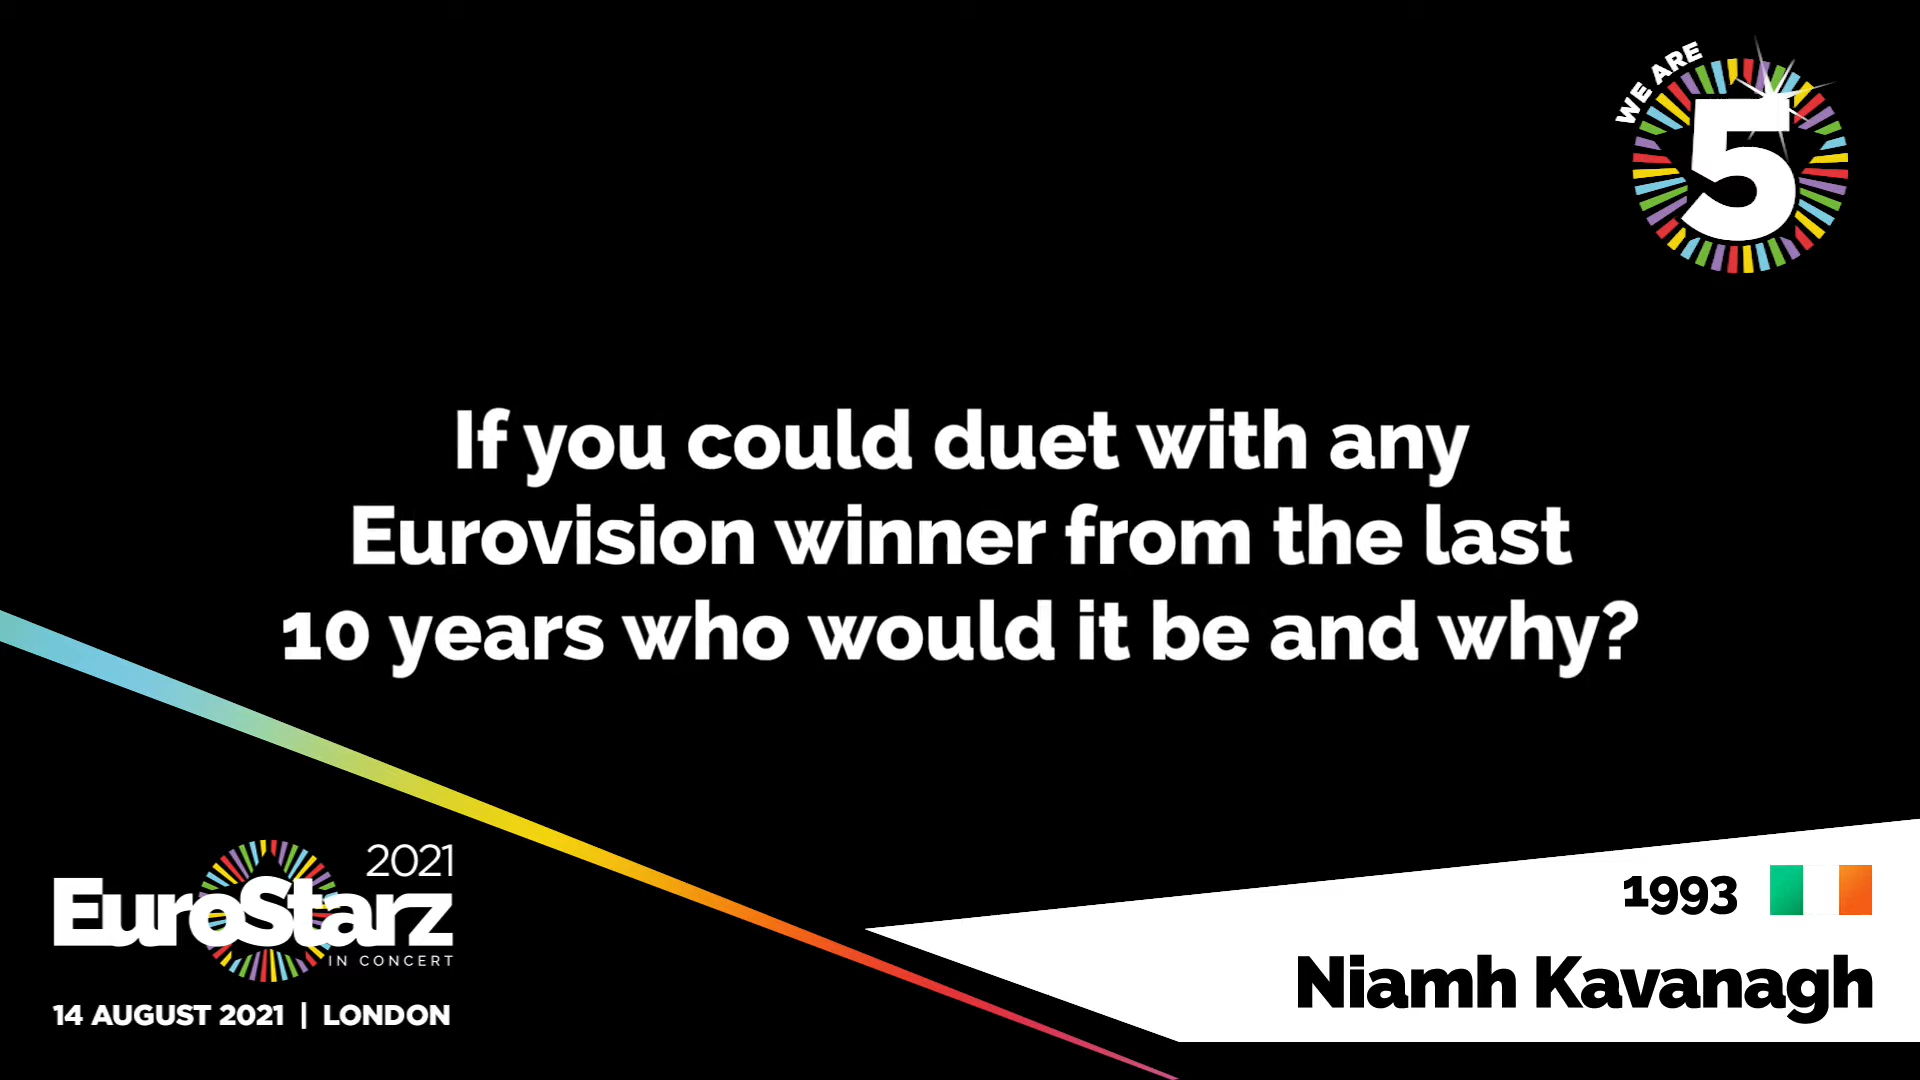 WE ARE
5
If you could duet with any
Eurovision winner from the last
10 years who would it be and why?
2021
EuroStarz
IN CONCERT
14 AUGUST 2021 | LONDON
1993
Niamh Kavanagh